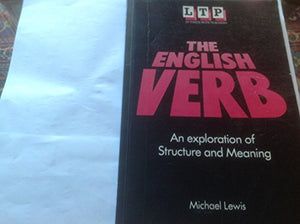 LTP
THE
ENGLISH
VERB
An exploration of
Structure and Meaning
Michael Lewis